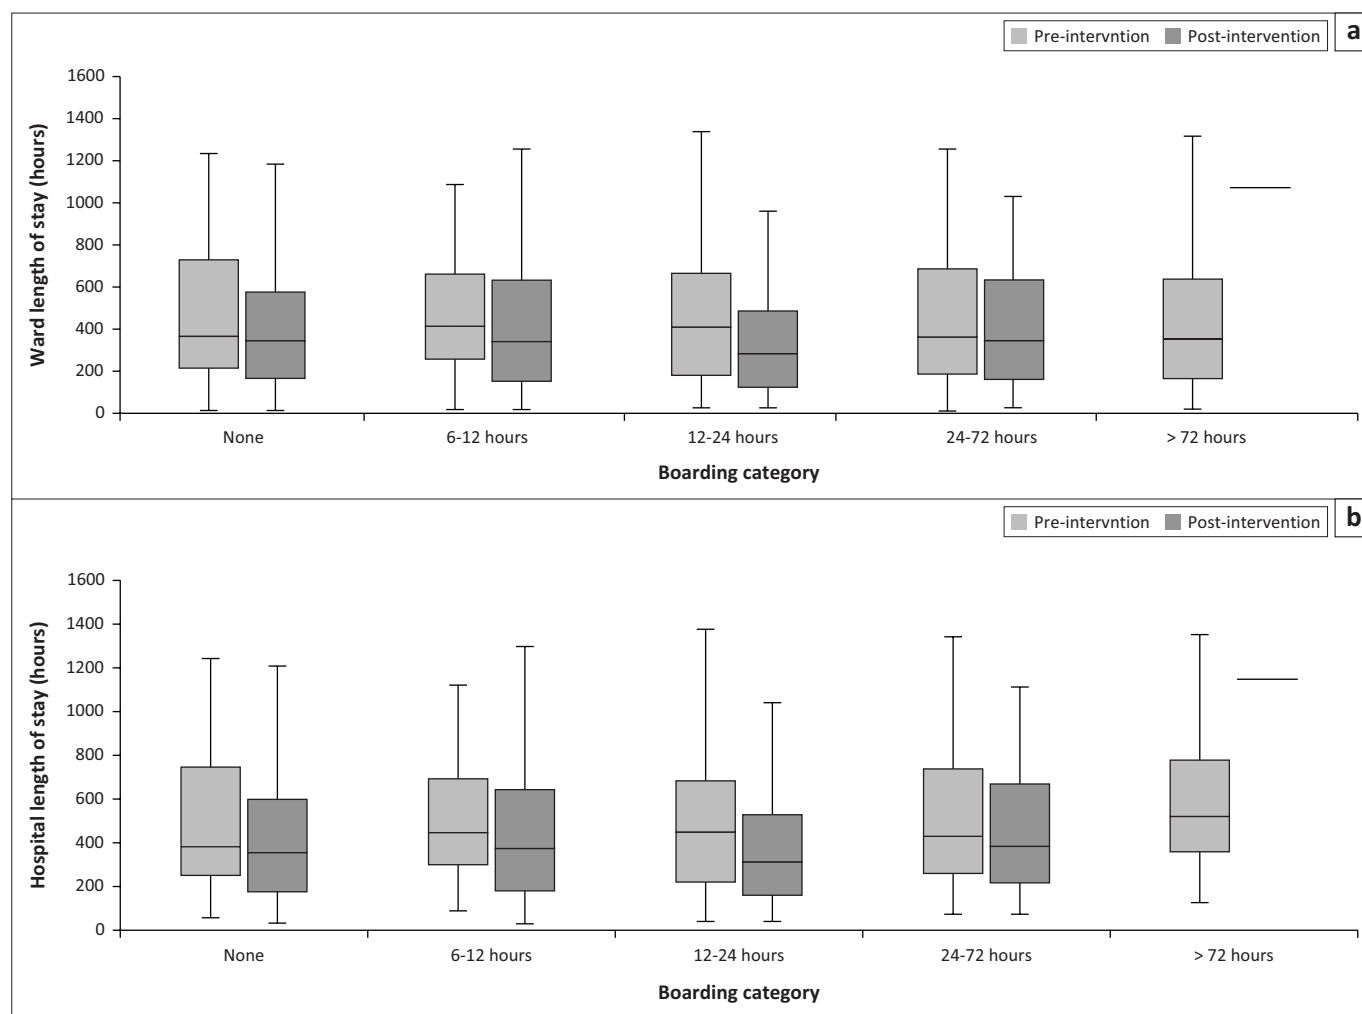 Pre-intervntion Post-intervention a
1600
1400
1200
1000
800
600
400
200
0
Ward length of stay (hours)
None 6-12 hours 12-24 hours 24-72 hours > 72 hours
Boarding category
Pre-intervntion Post-intervention b
1600
1400
1200
1000
800
600
400
200
0
Hospital length of stay (hours)
None 6-12 hours 12-24 hours 24-72 hours > 72 hours
Boarding category